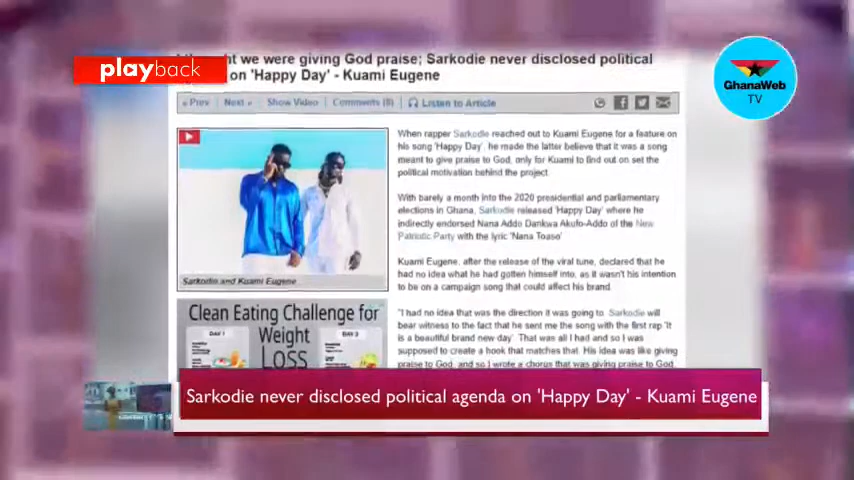 playback
we were giving God praise; Sarkodie never disclosed political
on 'Happy Day' - Kuami Eugene
GhanaWeb
TV
« Prev
Next »
Show Video
Comments (8)
Listen to Article
When rapper Sarkodie reached out to Kuami Eugene for a feature on
his song 'Happy Day', he made the latter believe that it was a song
meant to give praise to God, only for Kuami to find out on set the
political motivation behind the project.
With barely a month into the 2020 presidential and parliamentary
elections in Ghana, Sarkodie released 'Happy Day' where he
indirectly endorsed Nana Addo Dankwa Akufo-Addo of the New
Patriotic Party with the lyric 'Nana Toaso'
Kuami Eugene, after the release of the viral tune, declared that he
had no idea what he had gotten himself into, as it wasn't his intention
to be on a campaign song that could affect his brand.
"I had no idea that was the direction it was going to. Sarkodie will
bear witness to the fact that he sent me the song with the first rap 'It
is a beautiful brand new day'. That was all I had and so I was
supposed to create a hook that matches that. His idea was like giving
praise to God, and so I wrote a chorus that was giving praise to God
Sarkodie and Kuami Eugene
Clean Eating Challenge for
Weight
LOSS
DAY 1
Sarkodie never disclosed political agenda on 'Happy Day' - Kuami Eugene